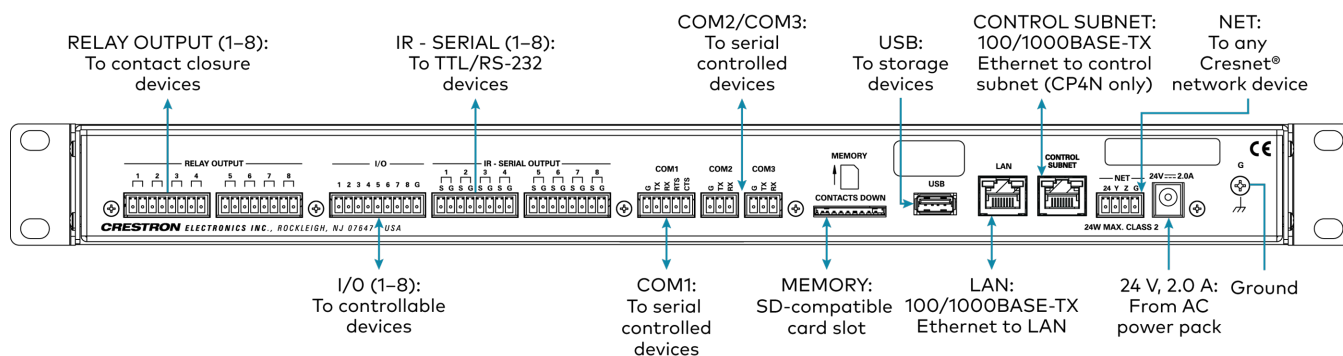 RELAY OUTPUT (1–8):
To contact closure
devices
IR - SERIAL (1–8):
To TTL/RS-232
devices
COM2/COM3:
To serial
controlled
devices
USB:
To storage
devices
CONTROL SUBNET:
100/1000BASE-TX
Ethernet to control
subnet (CP4N only)
NET:
To any
Cresnet®
network device
RELAY OUTPUT
1 2 3 4 5 6 7 8
I/O
1 2 3 4 5 6 7 8 G
IR - SERIAL OUTPUT
1 2 3 4 5 6 7 8
S G S G S G S G S G S G S G S G
COM1
G TX RX RTS CTS
COM2
G TX RX
COM3
G TX RX
MEMORY
CONTACTS DOWN
USB
LAN
CONTROL
SUBNET
NET
24 Y Z G
24W MAX. CLASS 2
24V 2.0A
CE
G
CRESTRON ELECTRONICS INC., ROCKLEIGH, NJ 07647 USA
I/O (1–8):
To controllable
devices
COM1:
To serial
controlled
devices
MEMORY:
SD-compatible
card slot
LAN:
100/1000BASE-TX
Ethernet to LAN
24 V, 2.0 A:
From AC
power pack
Ground